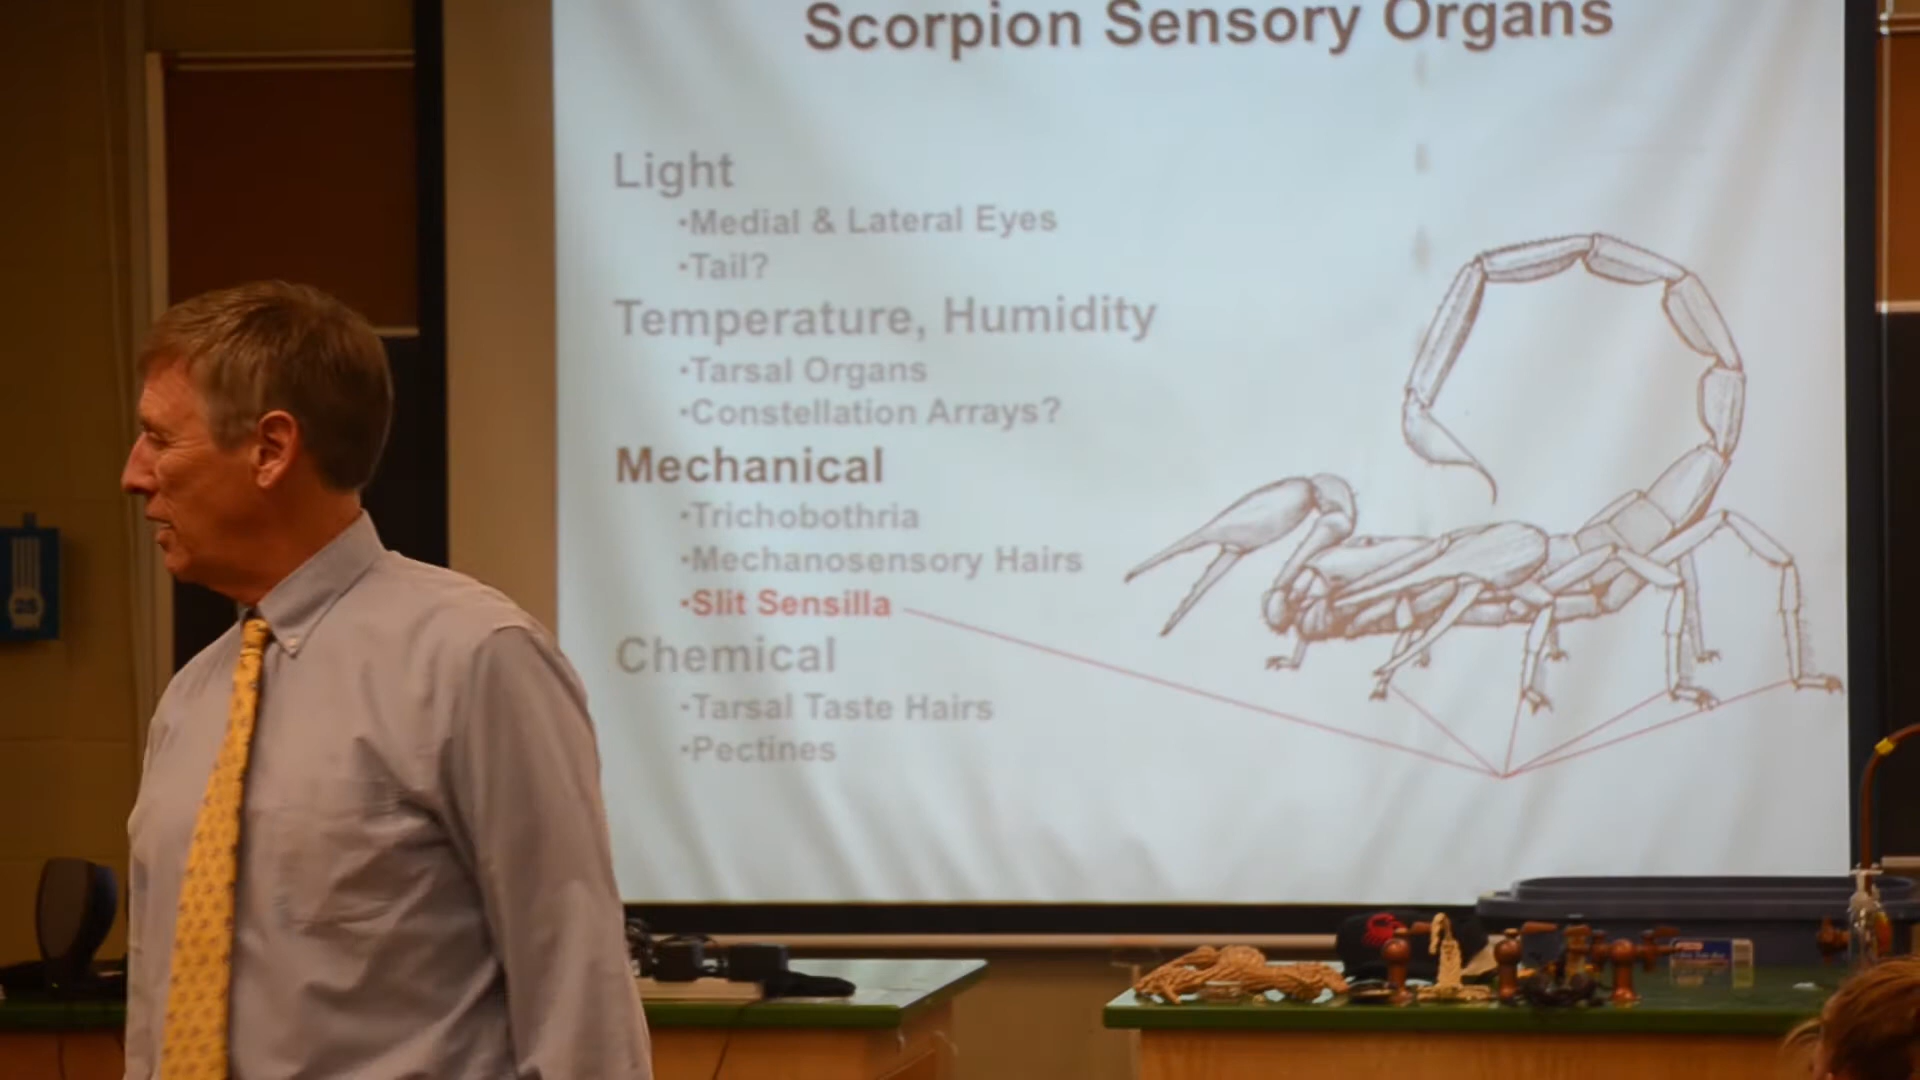 Scorpion Sensory Organs
Light
•Medial & Lateral Eyes
•Tail?
Temperature, Humidity
•Tarsal Organs
•Constellation Arrays?
Mechanical
•Trichobothria
•Mechanosensory Hairs
•Slit Sensilla
Chemical
•Tarsal Taste Hairs
•Pectines